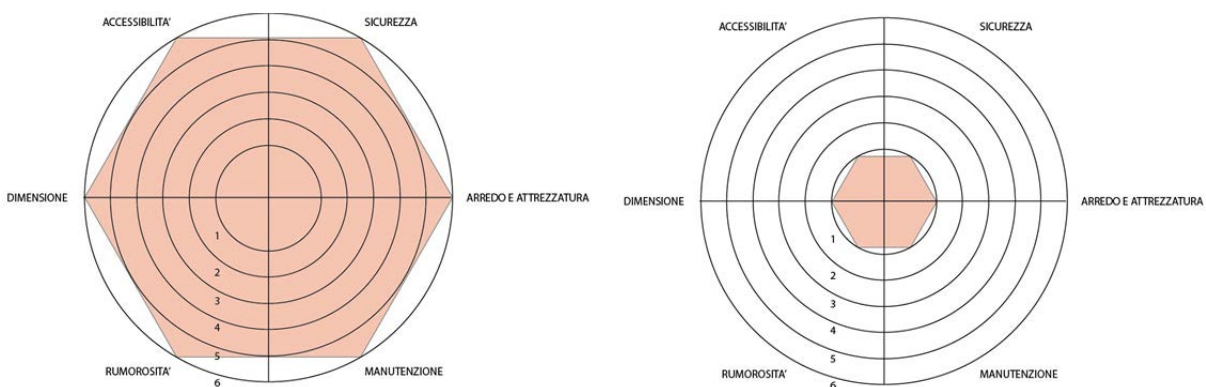 ACCESSIBILITA'
SICUREZZA
DIMENSIONE
ARREDO E ATTREZZATURA
1
2
3
4
5
6
RUMOROSITA'
MANUTENZIONE
ACCESSIBILITA'
SICUREZZA
DIMENSIONE
ARREDO E ATTREZZATURA
1
2
3
4
5
6
RUMOROSITA'
MANUTENZIONE